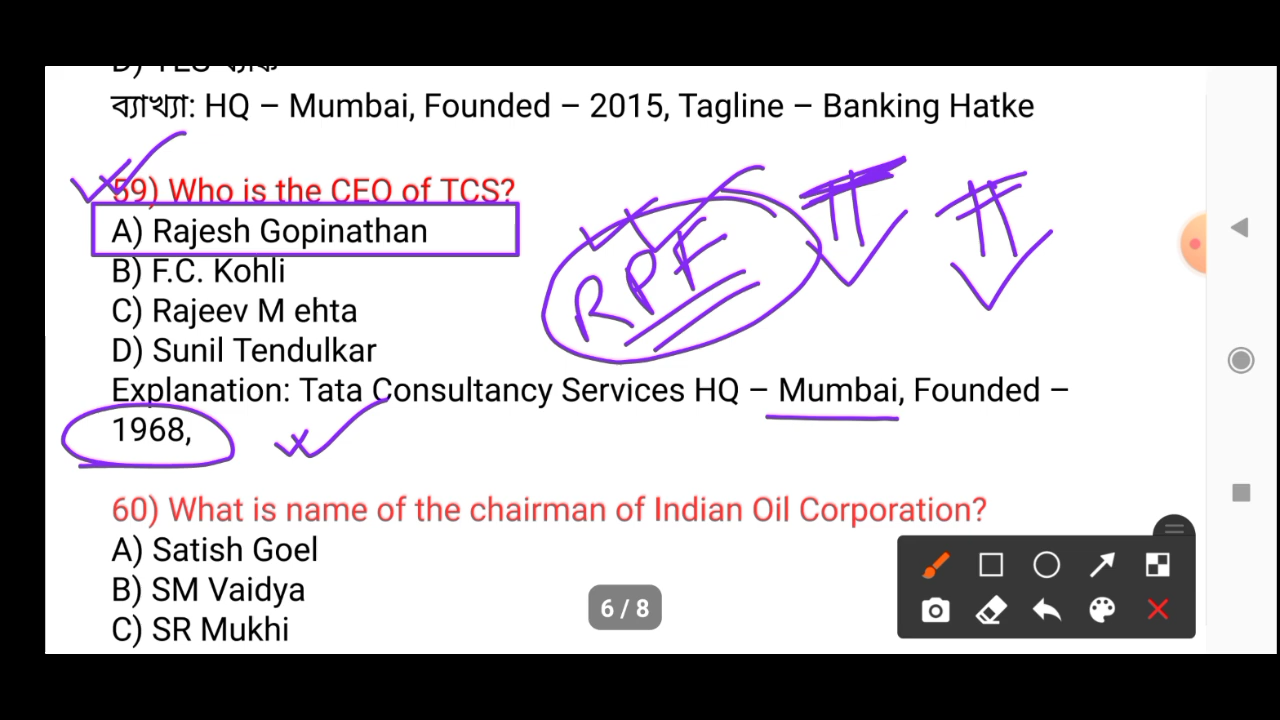 D) YES ব্যাংক
ব্যাখ্যা: HQ – Mumbai, Founded – 2015, Tagline – Banking Hatke
59) Who is the CEO of TCS?
A) Rajesh Gopinathan
B) F.C. Kohli
C) Rajeev M ehta
D) Sunil Tendulkar
RPF
Explanation: Tata Consultancy Services HQ – Mumbai, Founded –
1968,
60) What is name of the chairman of Indian Oil Corporation?
A) Satish Goel
B) SM Vaidya
C) SR Mukhi
6 / 8